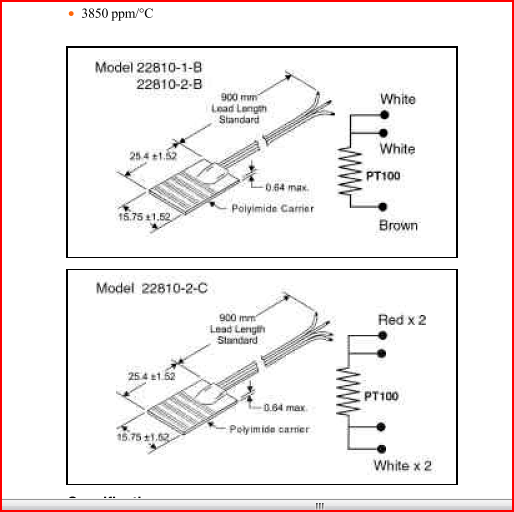 • 3850 ppm/°C
Model 22810-1-B
22810-2-B
900 mm
Lead Length
Standard
25.4 ±1.52
0.64 max.
15.75 ±1.52
Polyimide Carrier
White
White
PT100
Brown
Model 22810-2-C
900 mm
Lead Length
Standard
25.4 ±1.52
0.64 max.
15.75 ±1.52
Polyimide carrier
Red x 2
PT100
White x 2